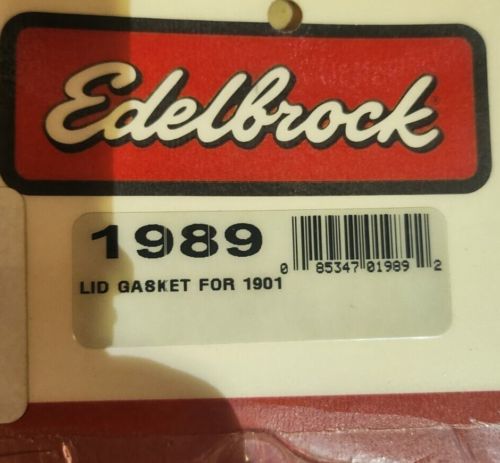 Edelbrock
1989
0 85347 01989 2
LID GASKET FOR 1901